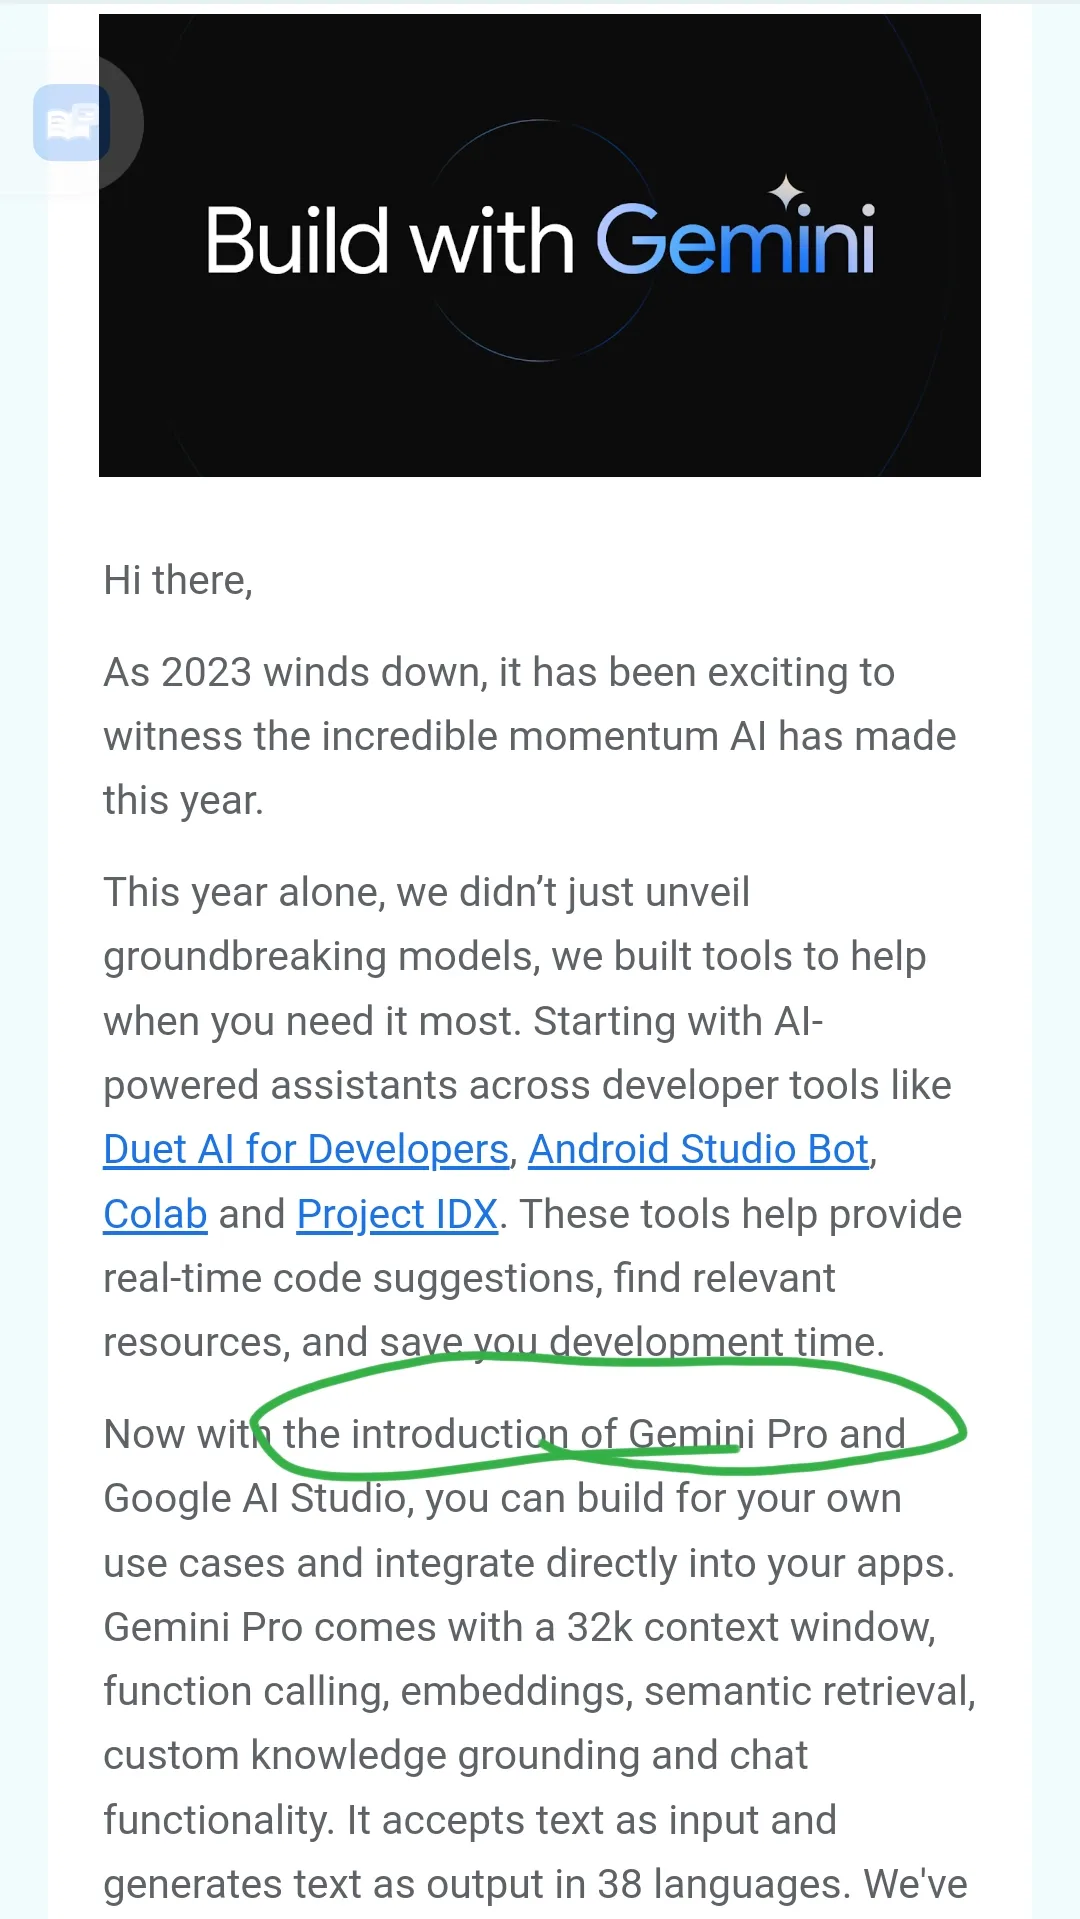 Build with Gemini
Hi there,
As 2023 winds down, it has been exciting to
witness the incredible momentum AI has made
this year.
This year alone, we didn’t just unveil
groundbreaking models, we built tools to help
when you need it most. Starting with AI-
powered assistants across developer tools like
Duet AI for Developers, Android Studio Bot,
Colab and Project IDX. These tools help provide
real-time code suggestions, find relevant
resources, and save you development time.
Now with the introduction of Gemini Pro and
Google AI Studio, you can build for your own
use cases and integrate directly into your apps.
Gemini Pro comes with a 32k context window,
function calling, embeddings, semantic retrieval,
custom knowledge grounding and chat
functionality. It accepts text as input and
generates text as output in 38 languages. We've